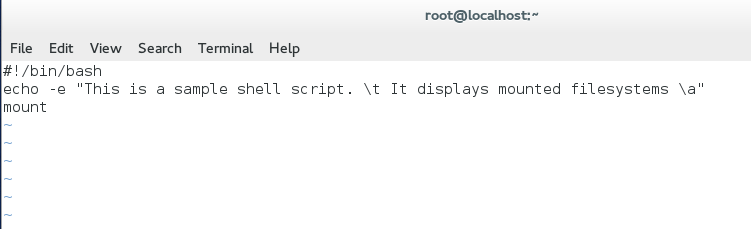 root@localhost:~
File Edit View Search Terminal Help
#!/bin/bash
echo -e "This is a sample shell script. \t It displays mounted filesystems \a"
mount
~
~
~
~
~
~